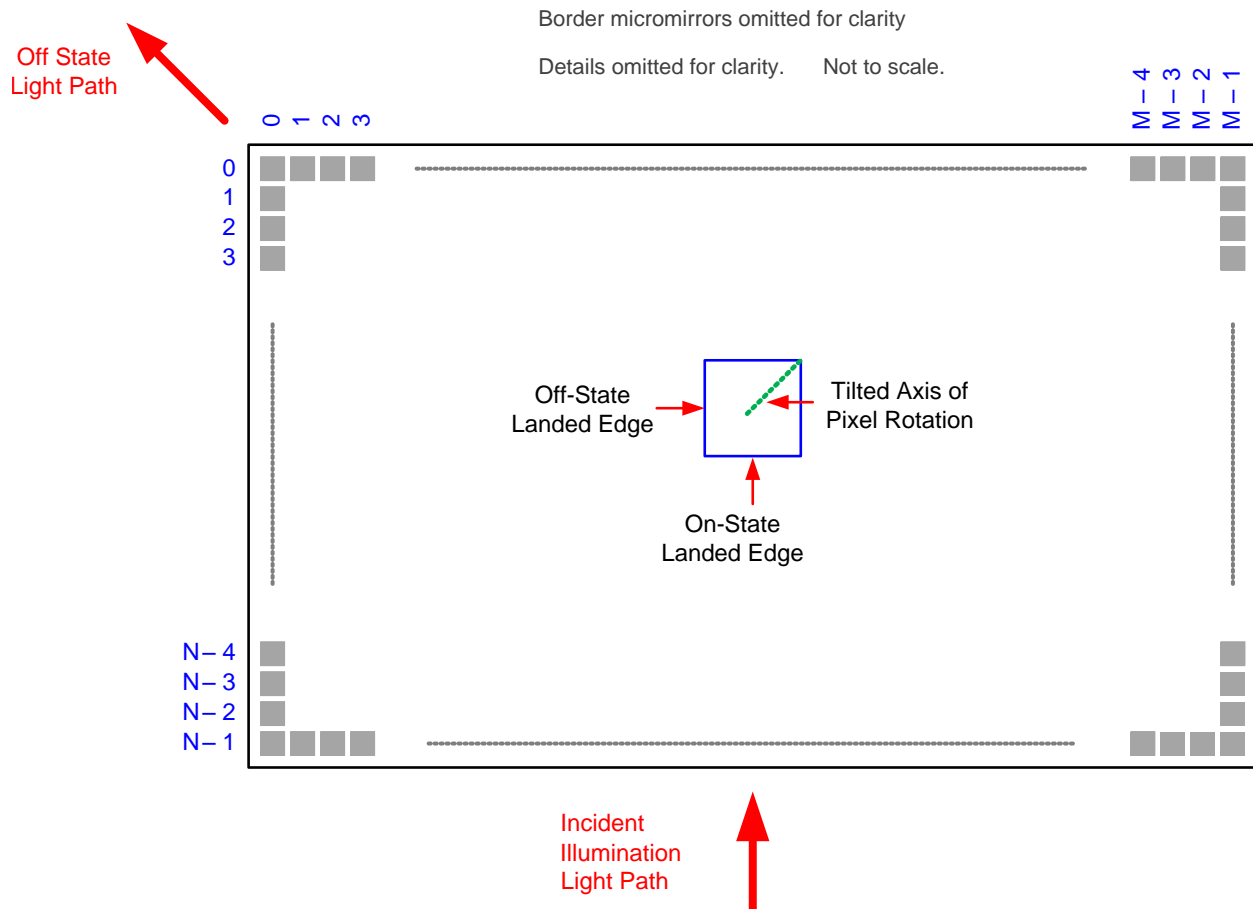 Border micromirrors omitted for clarity
Off State
Light Path
Details omitted for clarity. Not to scale.
0
1
2
3
M – 4
M – 3
M – 2
M – 1
0
1
2
3
Off-State
Landed Edge
Tilted Axis of
Pixel Rotation
On-State
Landed Edge
N – 4
N – 3
N – 2
N – 1
Incident
Illumination
Light Path